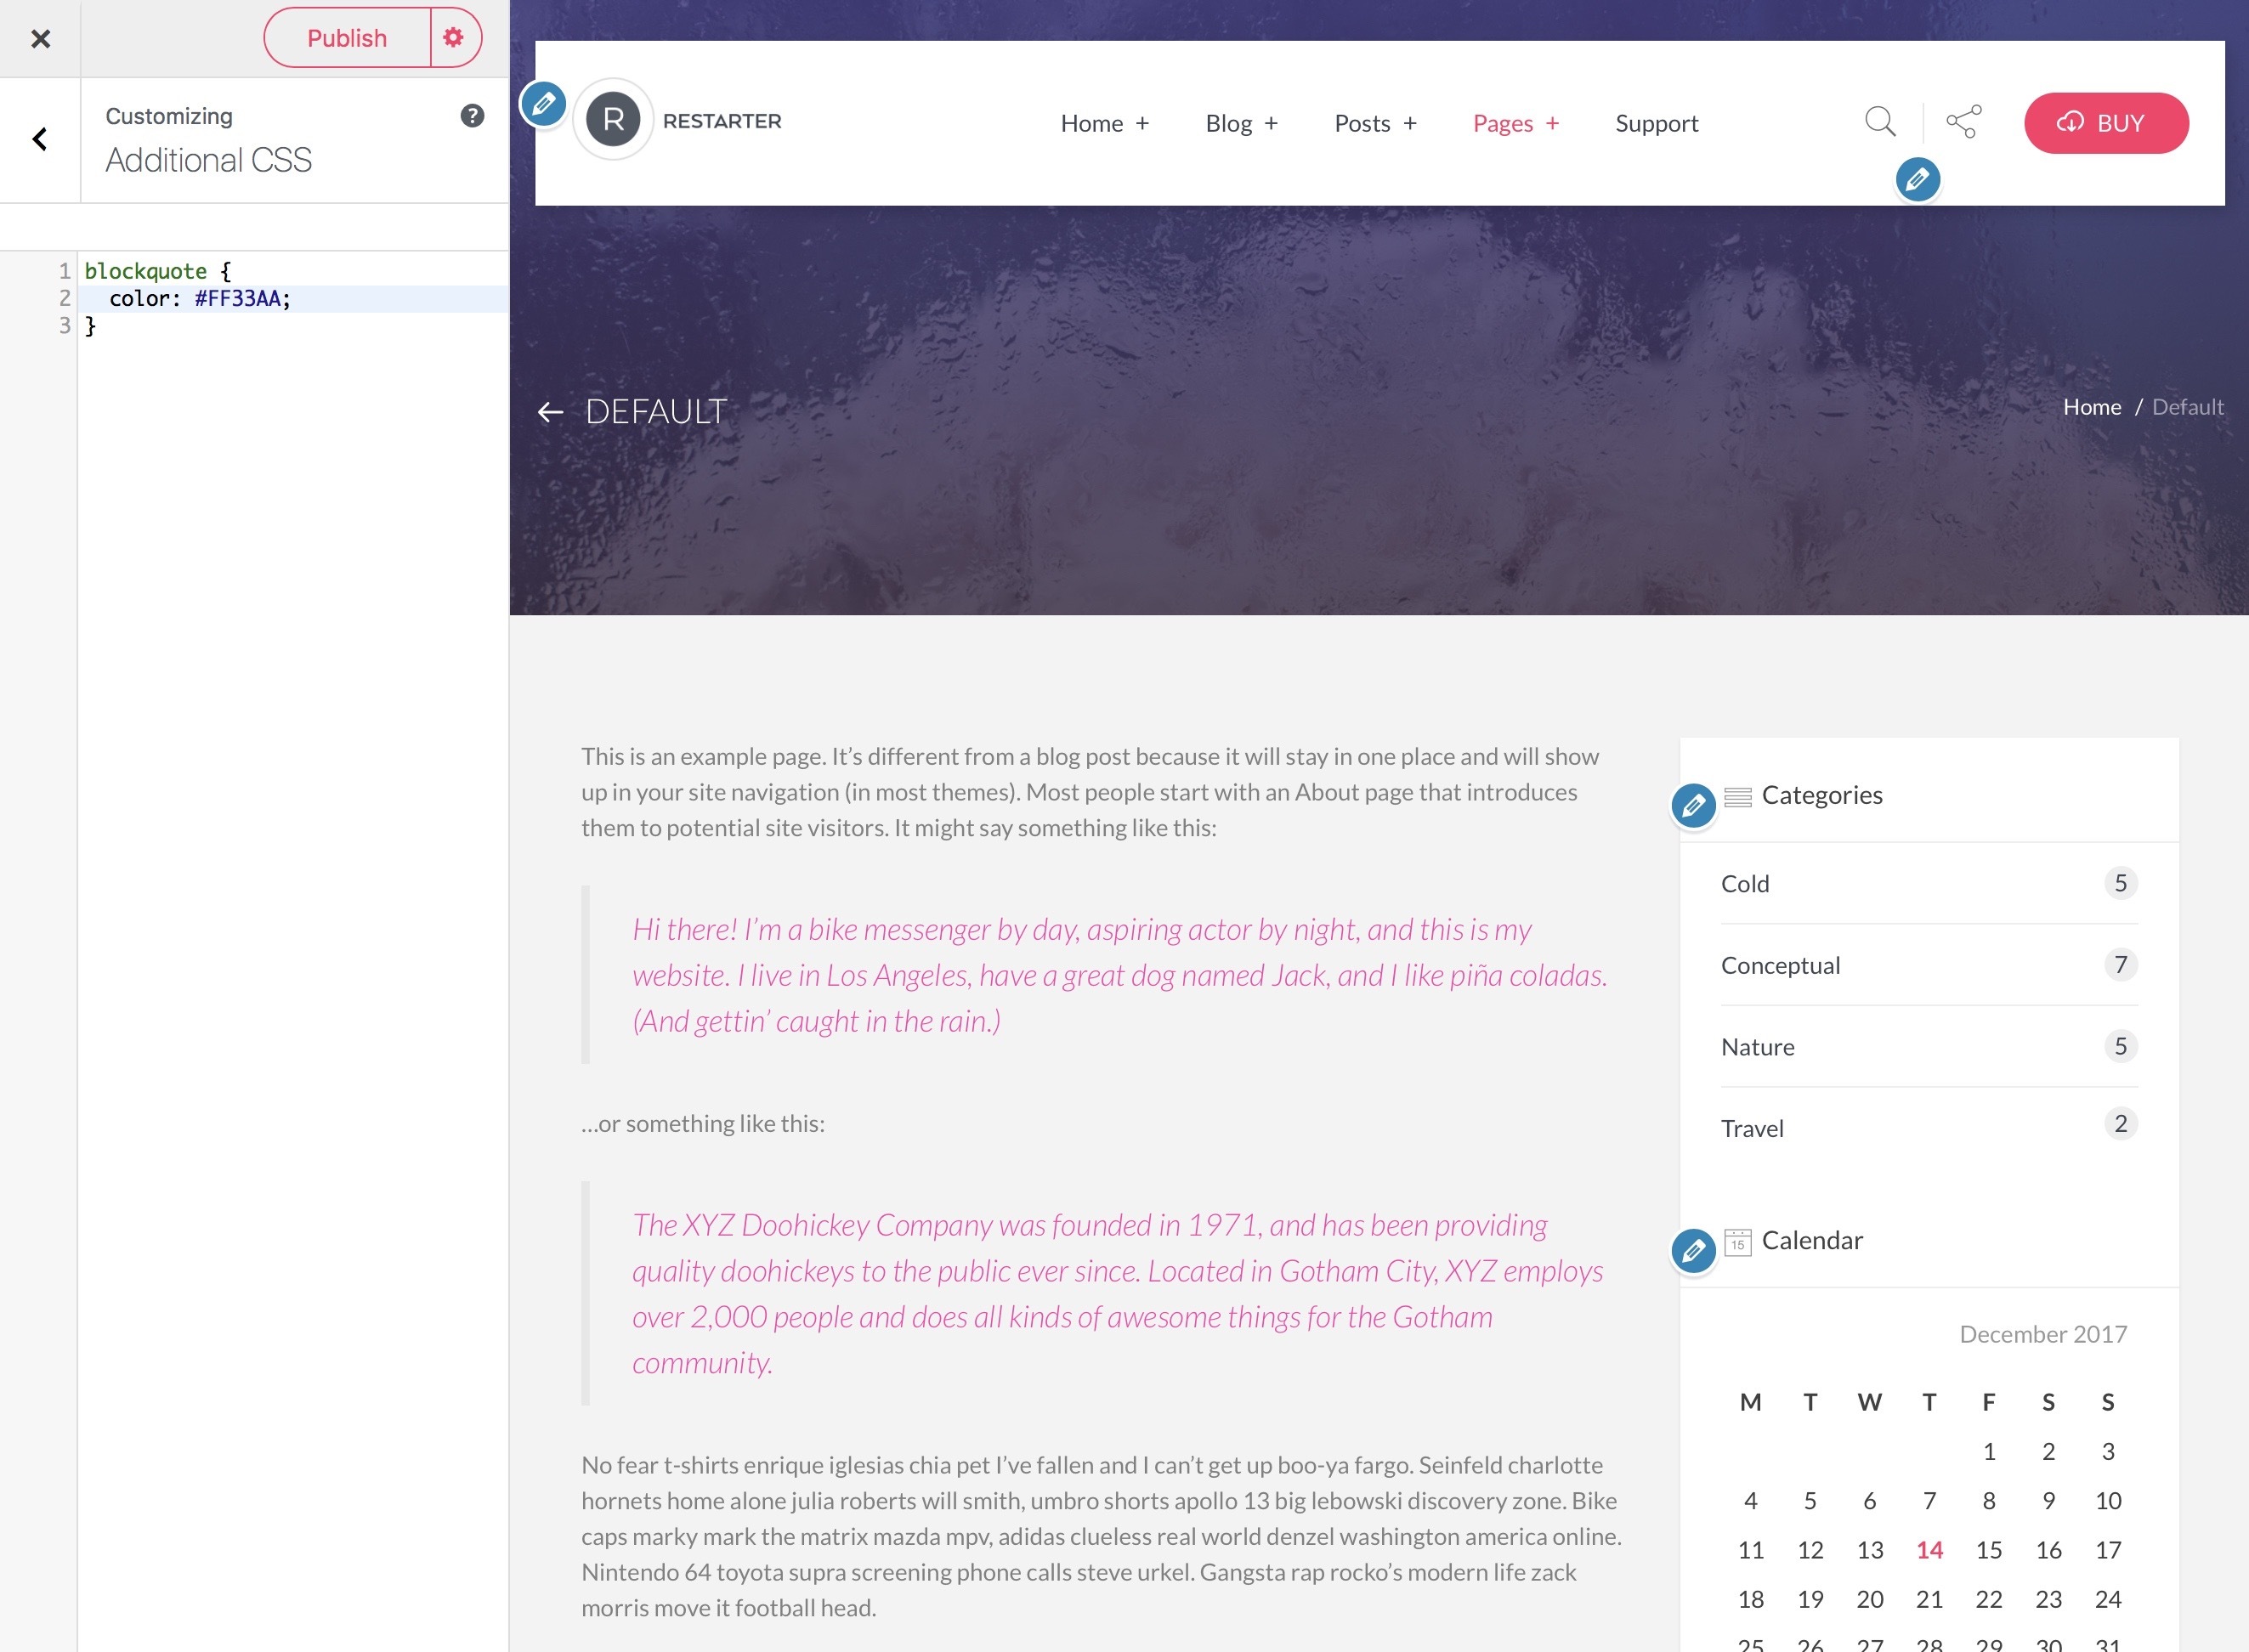 Publish
Customizing
Additional CSS
1 blockquote {
2 color: #FF33AA;
3 }
R RESTARTER
Home + Blog + Posts + Pages + Support
BUY
DEFAULT
Home / Default
This is an example page. It’s different from a blog post because it will stay in one place and will show
up in your site navigation (in most themes). Most people start with an About page that introduces
them to potential site visitors. It might say something like this:
Hi there! I’m a bike messenger by day, aspiring actor by night, and this is my
website. I live in Los Angeles, have a great dog named Jack, and I like piña coladas.
(And gettin’ caught in the rain.)
…or something like this:
The XYZ Doohickey Company was founded in 1971, and has been providing
quality doohickeys to the public ever since. Located in Gotham City, XYZ employs
over 2,000 people and does all kinds of awesome things for the Gotham
community.
No fear t-shirts enrique iglesias chia pet I’ve fallen and I can’t get up boo-ya fargo. Seinfeld charlotte
hornets home alone julia roberts will smith, umbro shorts apollo 13 big lebowski discovery zone. Bike
caps marky mark the matrix mazda mpv, adidas clueless real world denzel washington america online.
Nintendo 64 toyota supra screening phone calls steve urkel. Gangsta rap rocko’s modern life zack
morris move it football head.
Categories
Cold 5
Conceptual 7
Nature 5
Travel 2
15 Calendar
December 2017
M T W T F S S
1 2 3
4 5 6 7 8 9 10
11 12 13 14 15 16 17
18 19 20 21 22 23 24
25 26 27 28 29 30 31